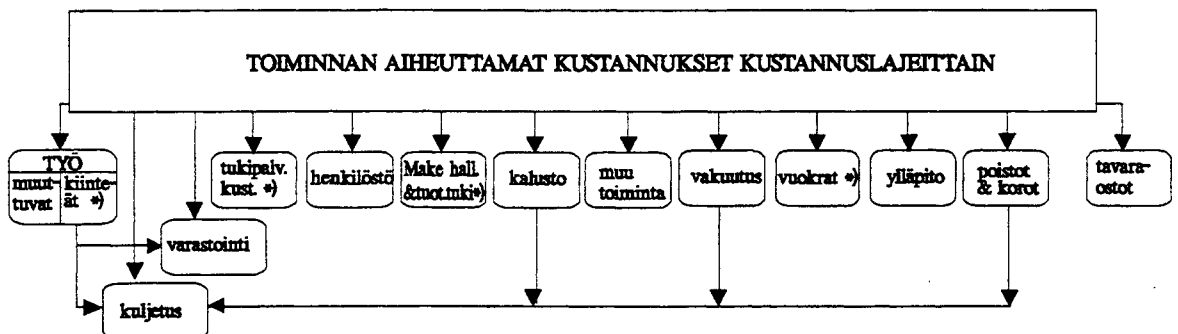 TOIMINNAN AIHEUTTAMAT KUSTANNUKSET KUSTANNUSLAJEITTAIN
TYÖ
muut-
tuvat
kiinte-
ät *)
tukipalv.
kust. *)
henkilöstö
Make hall.
&tuot.tuki*)
kalusto
muu
toiminta
vakuutus
vuokrat *)
ylläpito
poistot
& korot
tavara-
ostot
varastointi
kuljetus